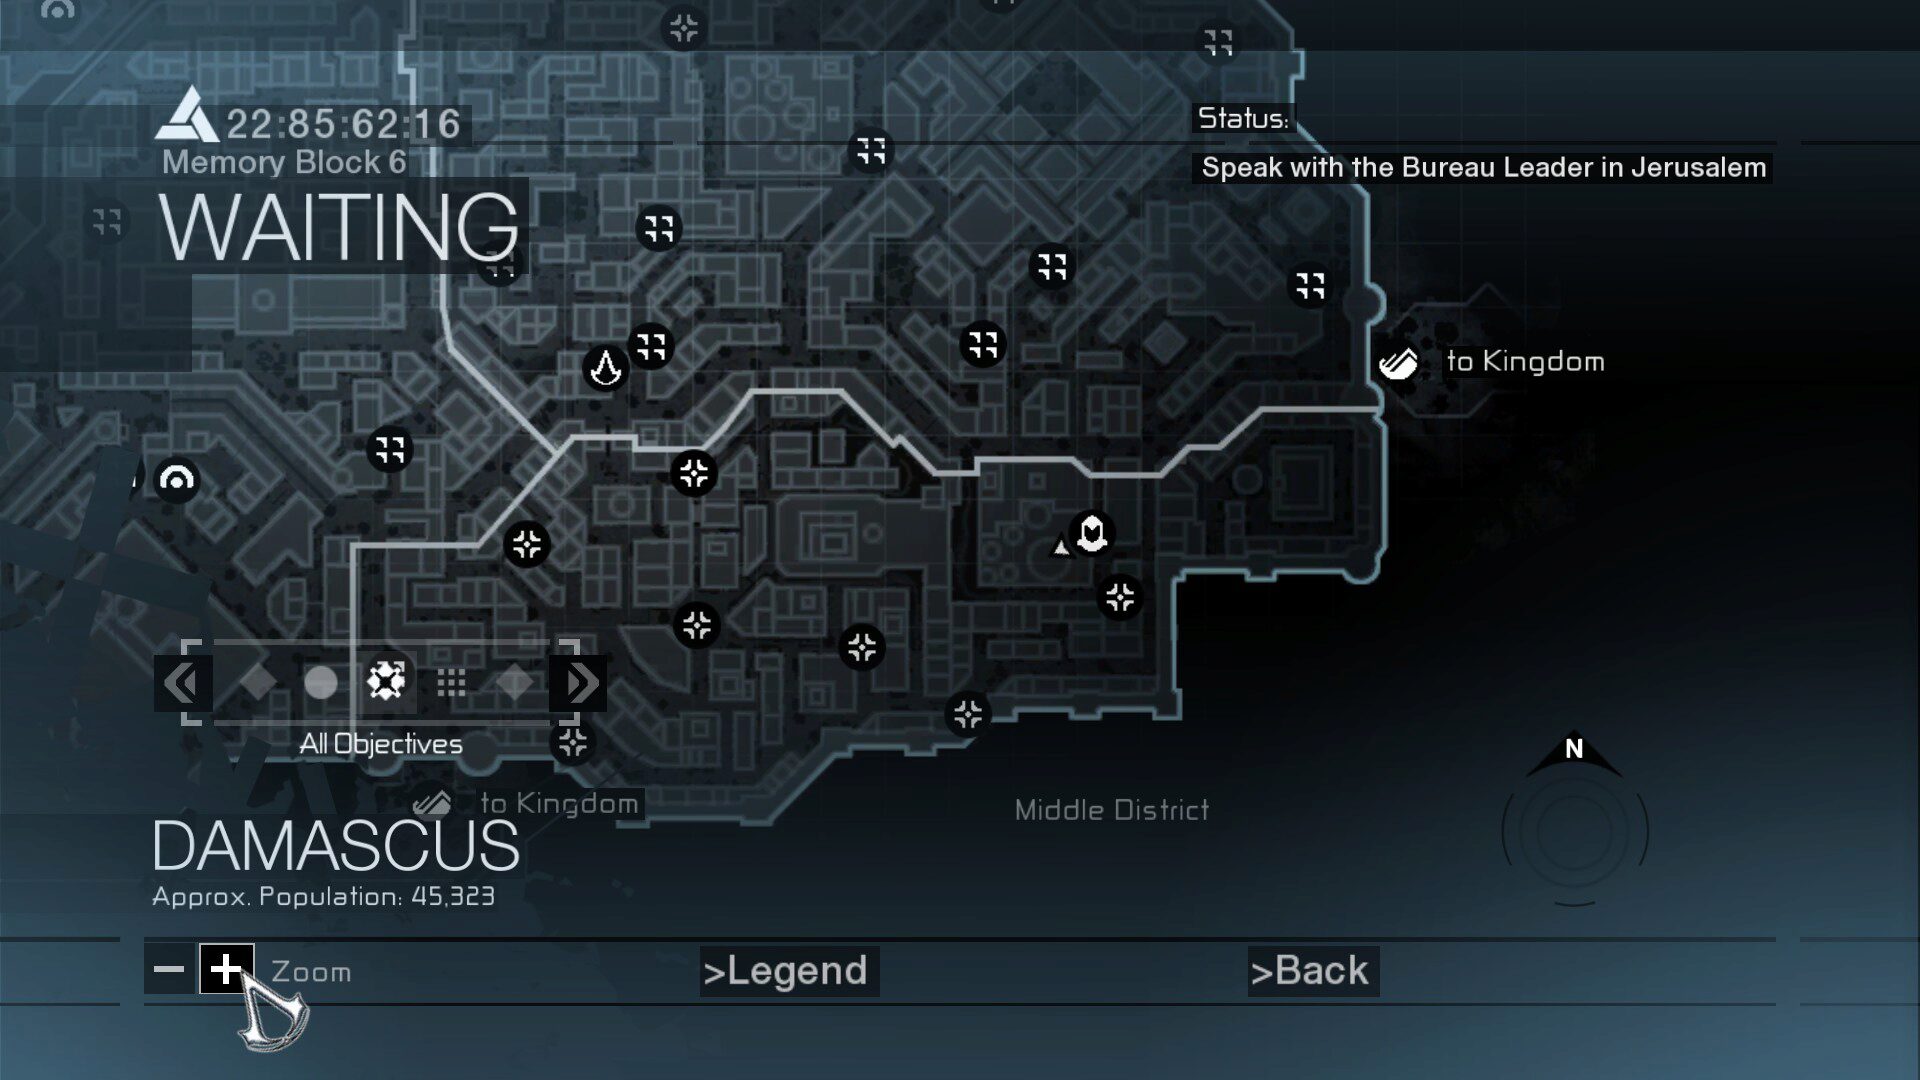 22:85:62:16
Memory Block 6
WAITING
Status:
Speak with the Bureau Leader in Jerusalem
to Kingdom
All Objectives
to Kingdom
Middle District
N
DAMASCUS
Approx. Population: 45,323
Zoom
>Legend
>Back